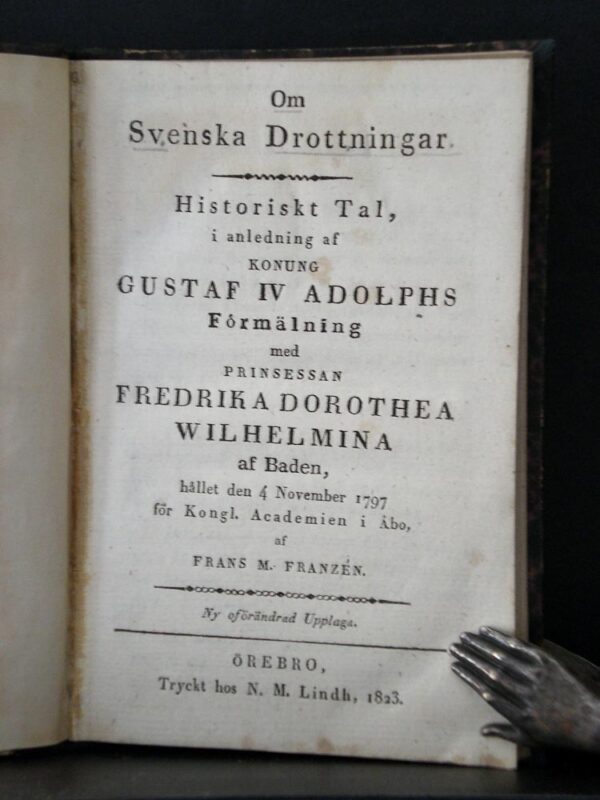 Om
Svenska Drottningar.
Historiskt Tal,
i anledning af
KONUNG
GUSTAF IV ADOLPHS
Förmälning
med
PRINSESSAN
FREDRIKA DOROTHEA
WILHELMINA
af Baden,
hållet den 4 November 1797
för Kongl. Academien i Åbo,
af
FRANS M. FRANZÉN.
Ny oförändrad Upplaga.
ÖREBRO,
Tryckt hos N. M. Lindh, 1823.